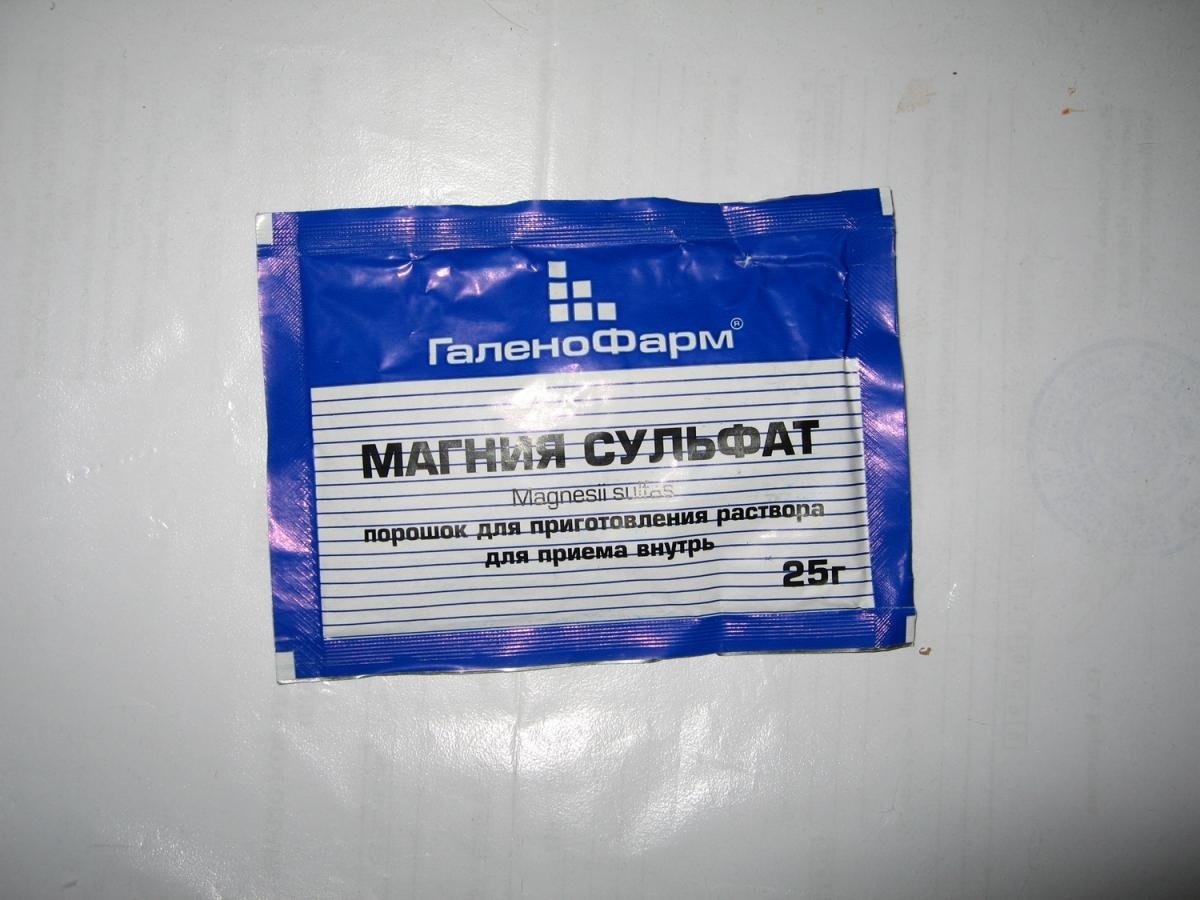 ГаленоФарм®
МАГНИЯ СУЛЬФАТ
Magnesii sulfas
порошок для приготовления раствора
для приема внутрь
25г